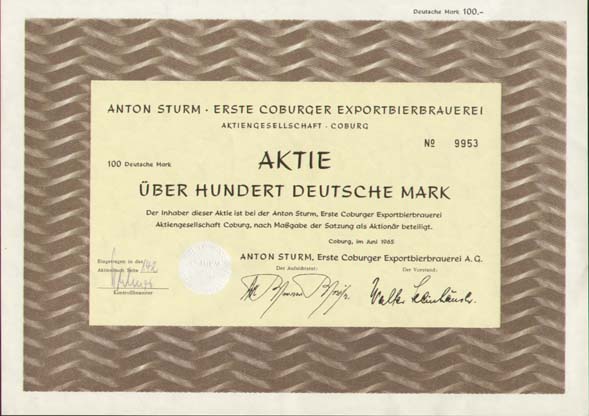 Deutsche Mark 100,–
ANTON STURM · ERSTE COBURGER EXPORTBIERBRAUEREI
AKTIENGESELLSCHAFT · COBURG
Nº 9953
100 Deutsche Mark
AKTIE
ÜBER HUNDERT DEUTSCHE MARK
Der Inhaber dieser Aktie ist bei der Anton Sturm, Erste Coburger Exportbierbrauerei
Aktiengesellschaft Coburg, nach Maßgabe der Satzung als Aktionär beteiligt.
Coburg, im Juni 1965
ANTON STURM, Erste Coburger Exportbierbrauerei A.G.
Eingetragen in das
Aktienbuch Seite 142
Kontrollbeamter
Der Aufsichtsrat:
Der Vorstand: